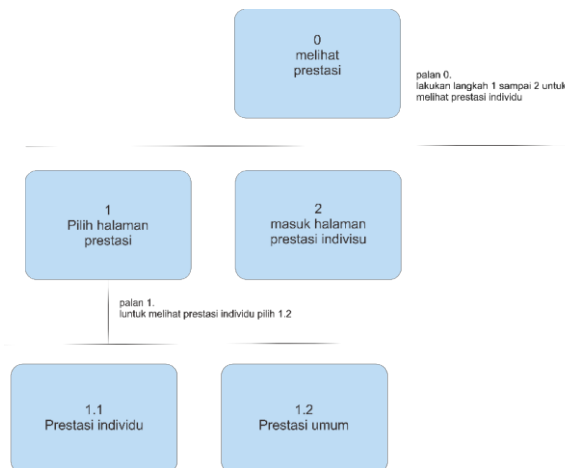 0
melihat
prestasi
palan 0.
lakukan langkah 1 sampai 2 untuk
melihat prestasi individu
1
Pilih halaman
prestasi
2
masuk halaman
prestasi indivisu
palan 1.
luntuk melihat prestasi individu pilih 1.2
1.1
Prestasi individu
1.2
Prestasi umum